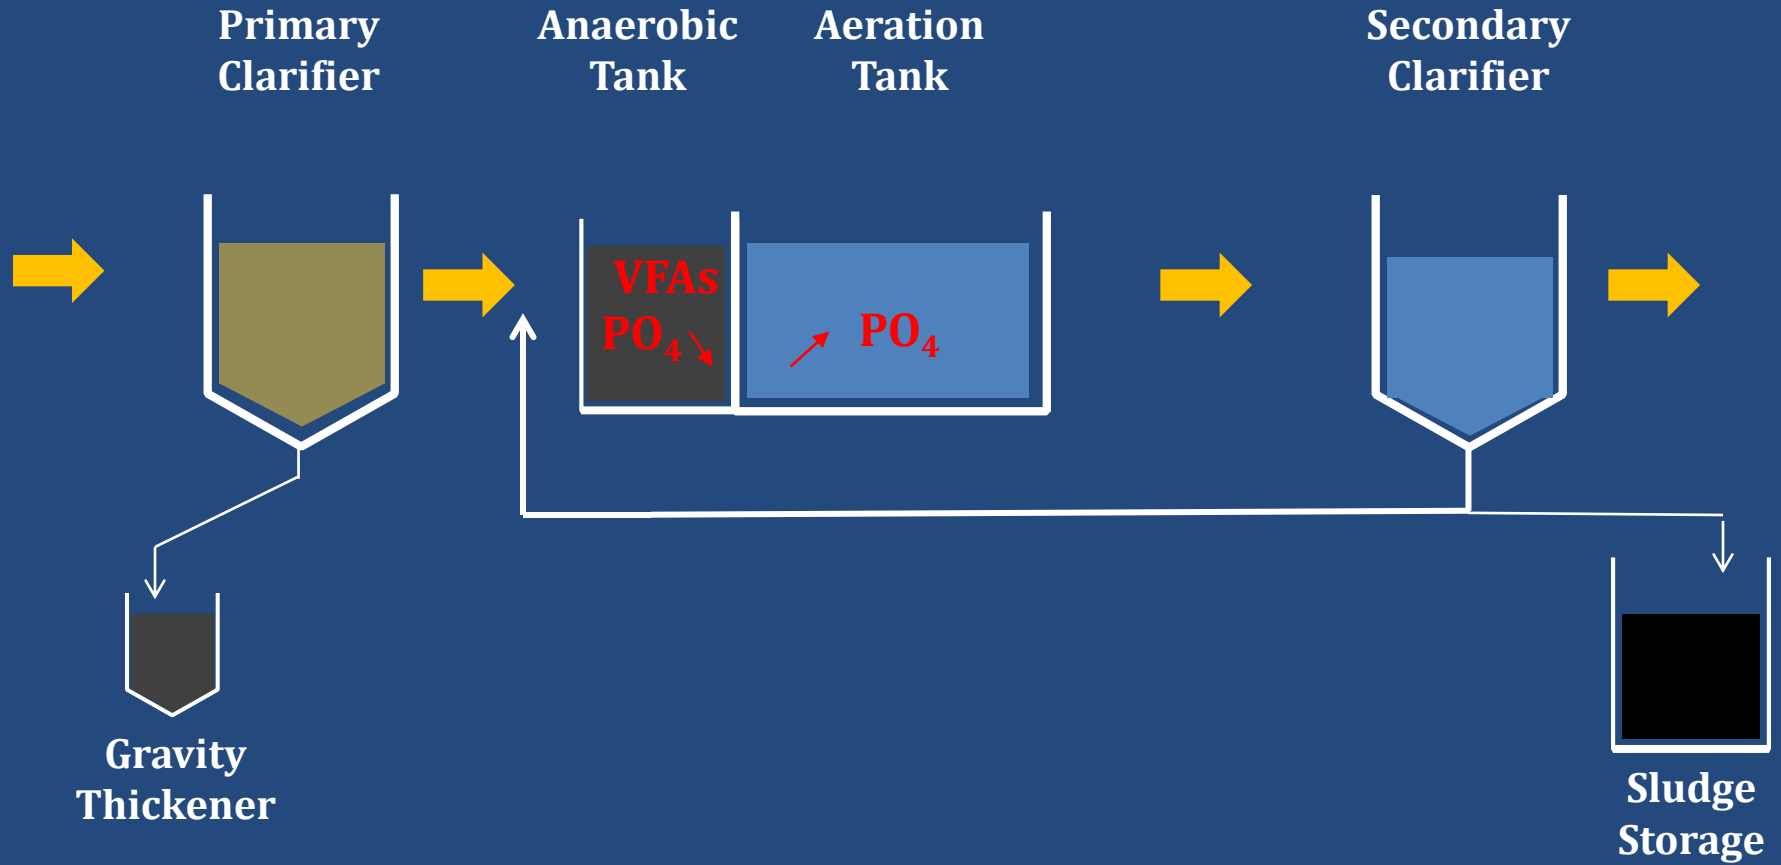 Primary
Clarifier
Anaerobic
Tank
Aeration
Tank
Secondary
Clarifier
VFAs
PO₄
PO₄
Gravity
Thickener
Sludge
Storage